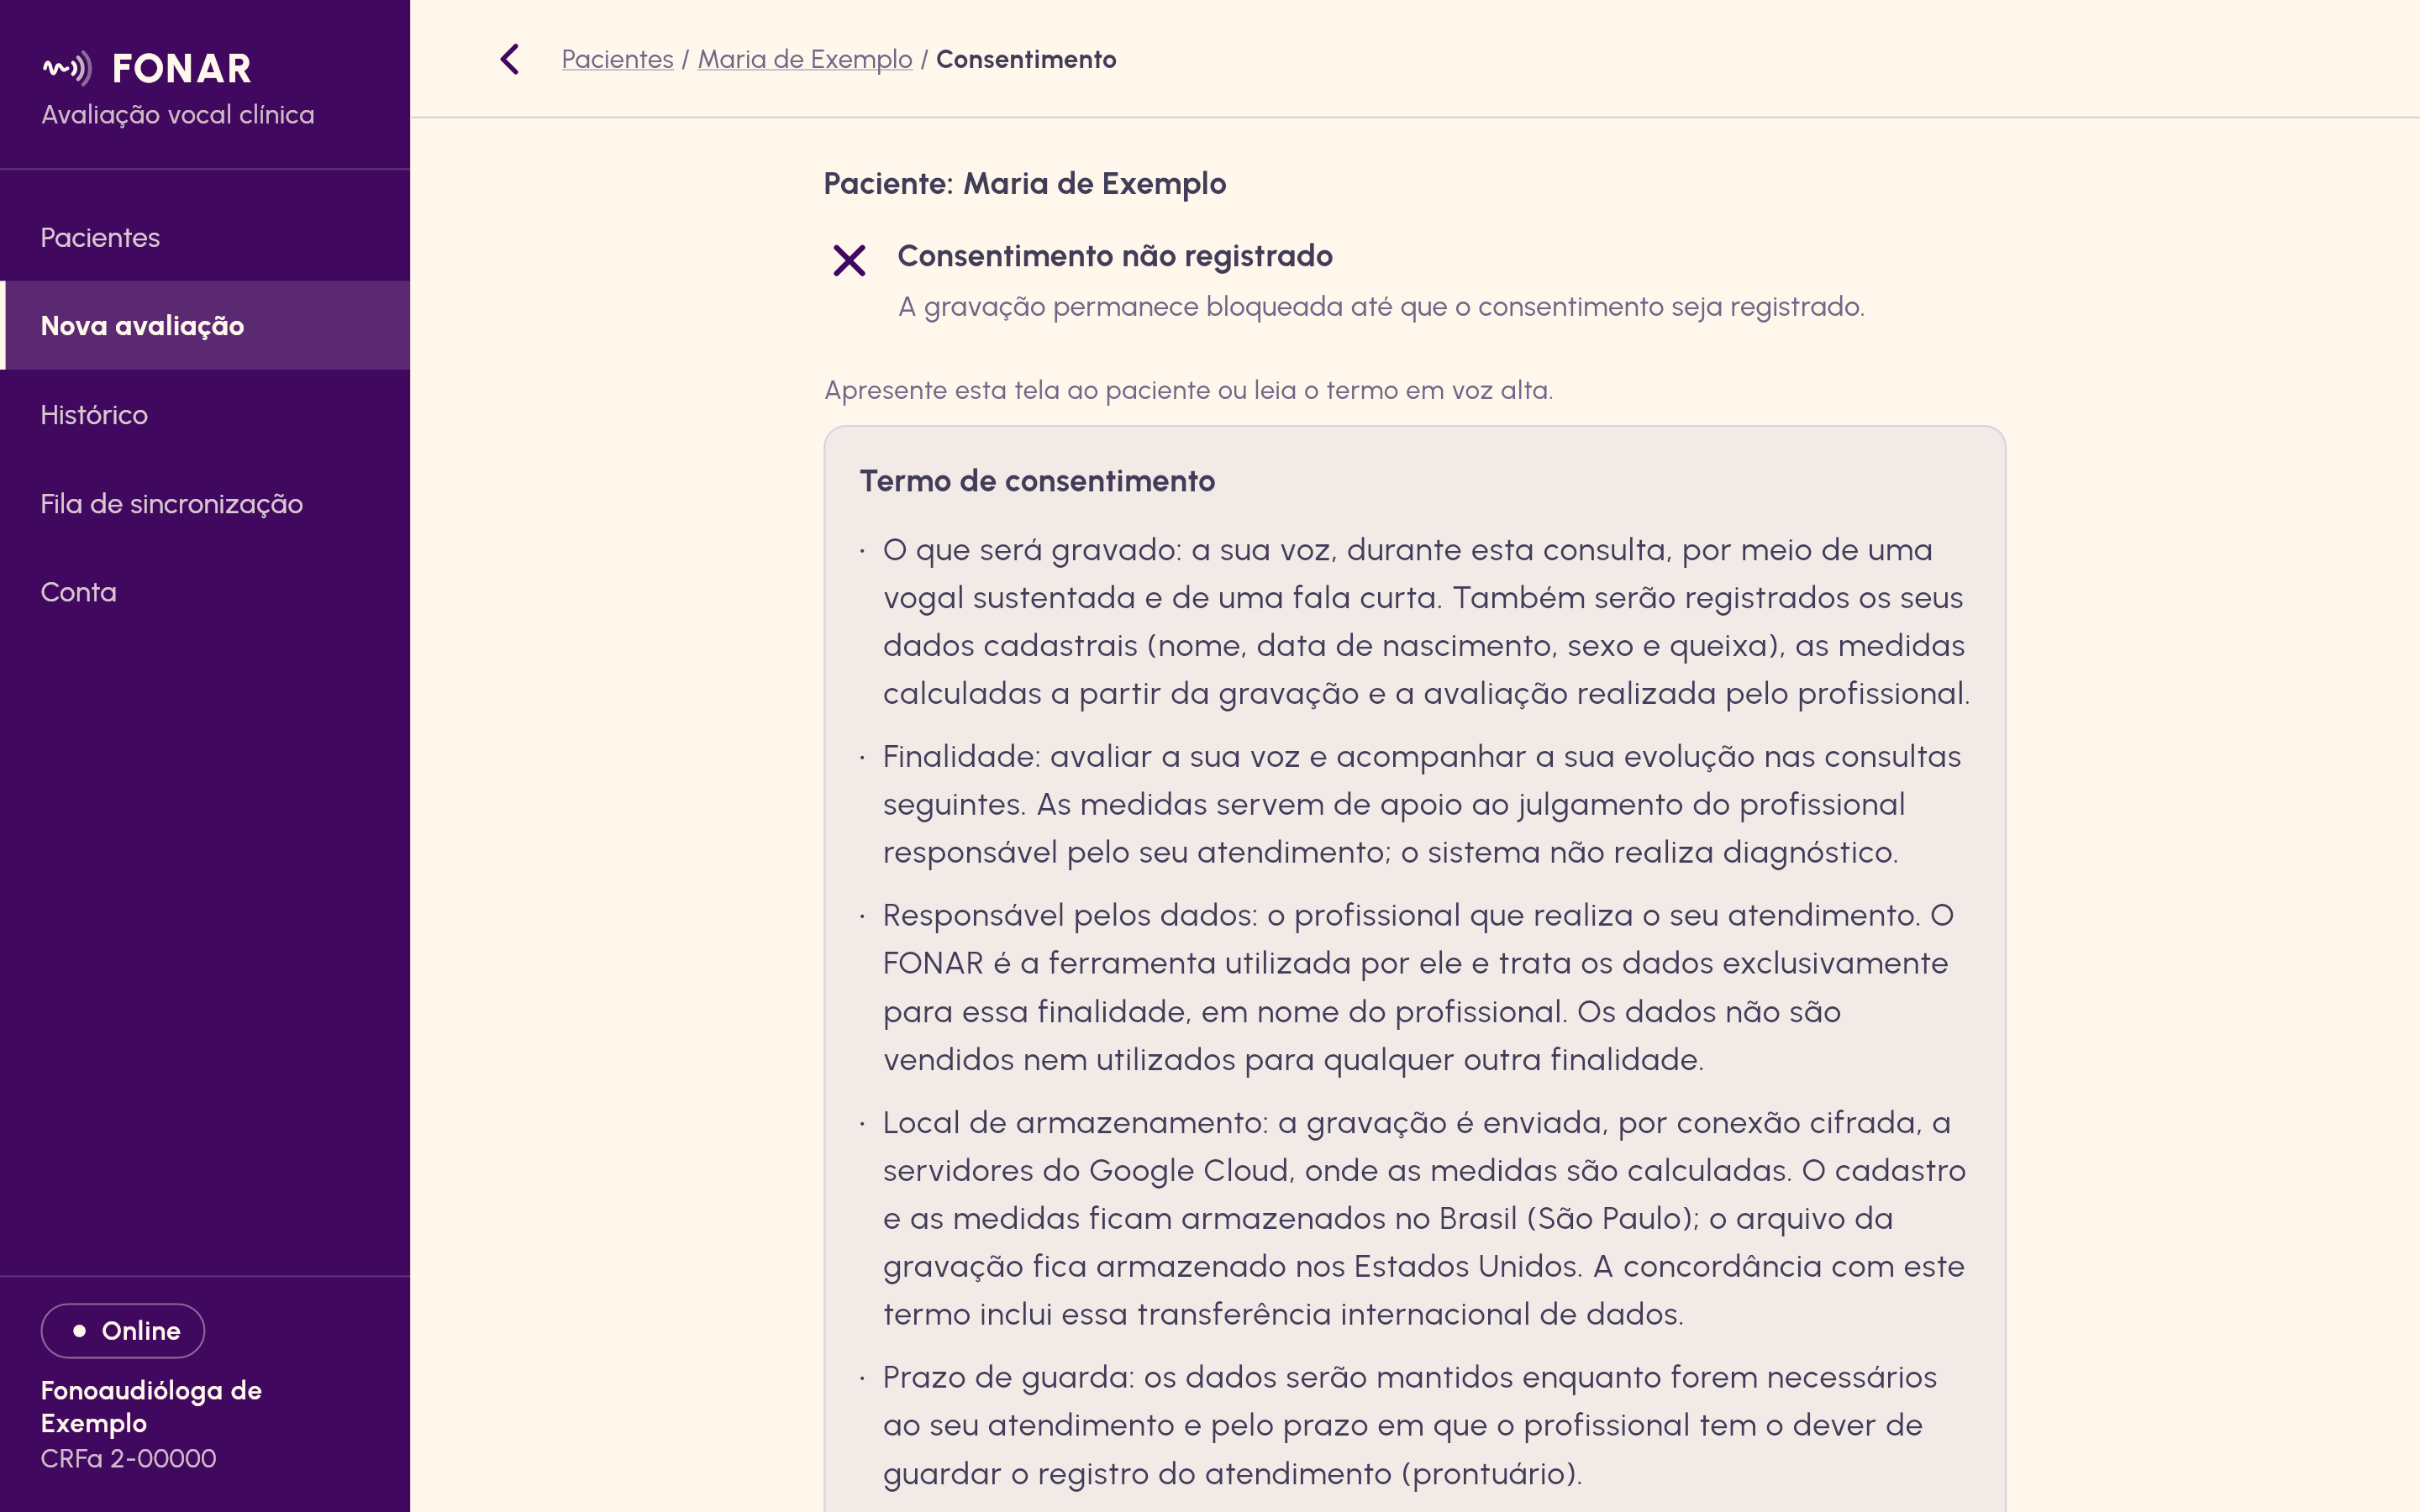 FONAR
Avaliação vocal clínica
Pacientes
Nova avaliação
Histórico
Fila de sincronização
Conta
Online
Fonoaudióloga de
Exemplo
CRFa 2-00000
Pacientes / Maria de Exemplo / Consentimento
Paciente: Maria de Exemplo
Consentimento não registrado
A gravação permanece bloqueada até que o consentimento seja registrado.
Apresente esta tela ao paciente ou leia o termo em voz alta.
Termo de consentimento
· O que será gravado: a sua voz, durante esta consulta, por meio de uma
vogal sustentada e de uma fala curta. Também serão registrados os seus
dados cadastrais (nome, data de nascimento, sexo e queixa), as medidas
calculadas a partir da gravação e a avaliação realizada pelo profissional.
· Finalidade: avaliar a sua voz e acompanhar a sua evolução nas consultas
seguintes. As medidas servem de apoio ao julgamento do profissional
responsável pelo seu atendimento; o sistema não realiza diagnóstico.
· Responsável pelos dados: o profissional que realiza o seu atendimento. O
FONAR é a ferramenta utilizada por ele e trata os dados exclusivamente
para essa finalidade, em nome do profissional. Os dados não são
vendidos nem utilizados para qualquer outra finalidade.
· Local de armazenamento: a gravação é enviada, por conexão cifrada, a
servidores do Google Cloud, onde as medidas são calculadas. O cadastro
e as medidas ficam armazenados no Brasil (São Paulo); o arquivo da
gravação fica armazenado nos Estados Unidos. A concordância com este
termo inclui essa transferência internacional de dados.
· Prazo de guarda: os dados serão mantidos enquanto forem necessários
ao seu atendimento e pelo prazo em que o profissional tem o dever de
guardar o registro do atendimento (prontuário).